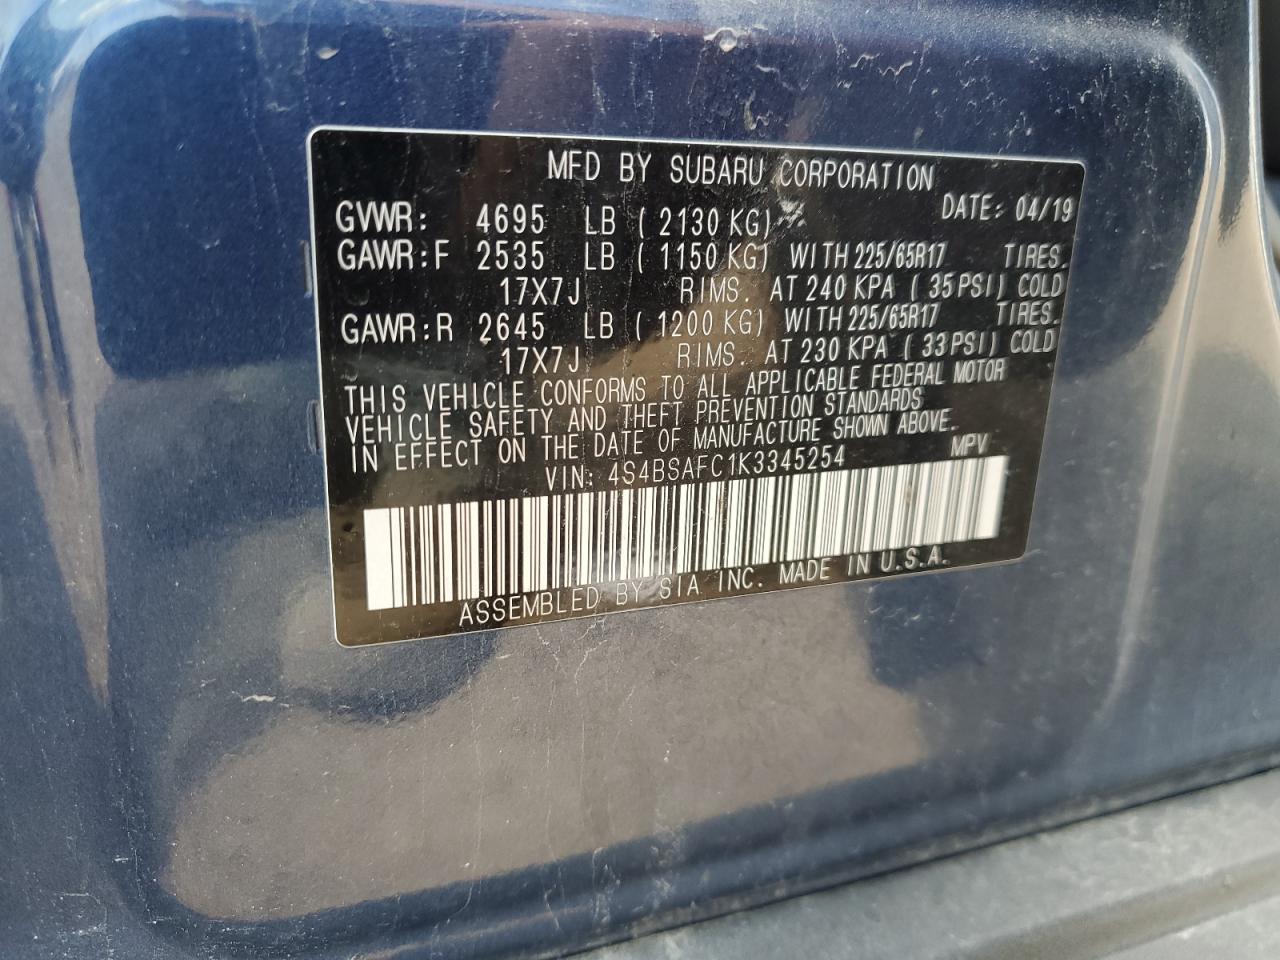 MFD BY SUBARU CORPORATION
DATE: 04/19
GVWR: 4695 LB ( 2130 KG)
GAWR:F 2535 LB ( 1150 KG) WITH 225/65R17 TIRES.
17X7J RIMS. AT 240 KPA ( 35 PSI) COLD
GAWR:R 2645 LB ( 1200 KG) WITH 225/65R17 TIRES.
17X7J RIMS. AT 230 KPA ( 33 PSI) COLD
THIS VEHICLE CONFORMS TO ALL APPLICABLE FEDERAL MOTOR
VEHICLE SAFETY AND THEFT PREVENTION STANDARDS
IN EFFECT ON THE DATE OF MANUFACTURE SHOWN ABOVE.
VIN: 4S4BSAFC1K3345254 MPV
ASSEMBLED BY SIA INC. MADE IN U.S.A.